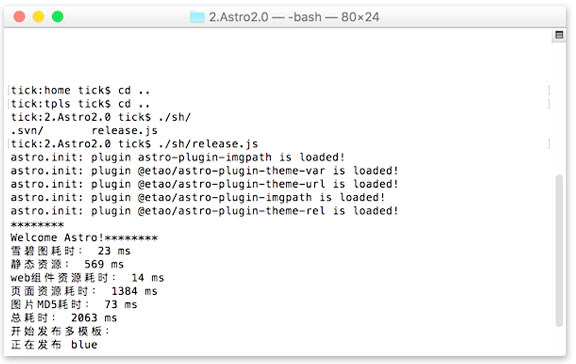 2.Astro2.0 — -bash — 80×24
[tick:home tick$ cd .. ]
[tick:tpls tick$ cd .. ]
tick:2.Astro2.0 tick$ ./sh/
.svn/ release.js
[tick:2.Astro2.0 tick$ ./sh/release.js ]
astro.init: plugin astro-plugin-imgpath is loaded!
astro.init: plugin @etao/astro-plugin-theme-var is loaded!
astro.init: plugin @etao/astro-plugin-theme-url is loaded!
astro.init: plugin @etao/astro-plugin-imgpath is loaded!
astro.init: plugin @etao/astro-plugin-theme-rel is loaded!
********
Welcome Astro!********
雪碧图耗时: 23 ms
静态资源: 569 ms
web组件资源耗时: 14 ms
页面资源耗时: 1384 ms
图片MD5耗时: 73 ms
总耗时: 2063 ms
开始发布多模板:
正在发布 blue